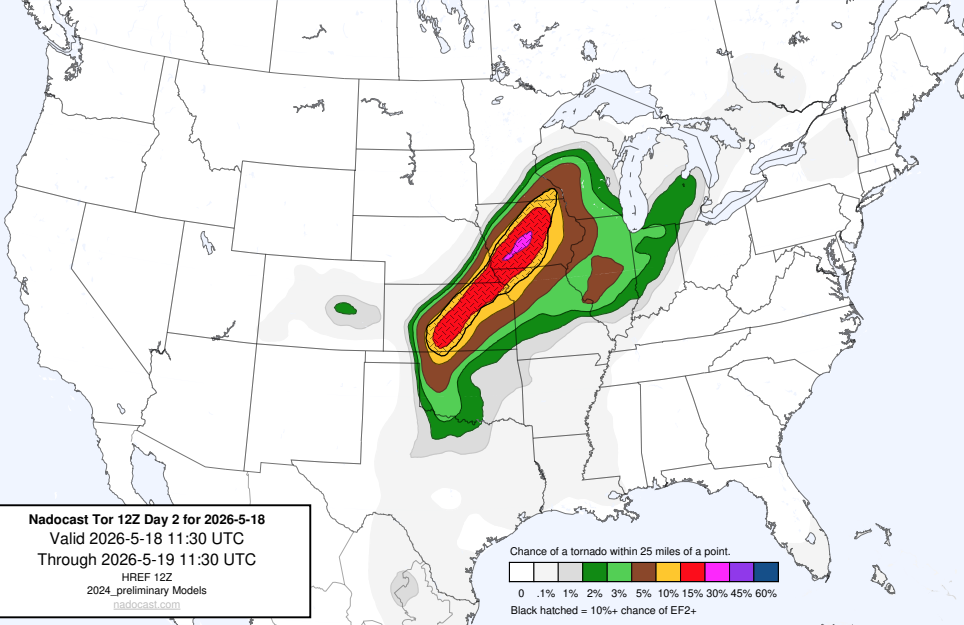 Nadocast Tor 12Z Day 2 for 2026-5-18
Valid 2026-5-18 11:30 UTC
Through 2026-5-19 11:30 UTC
HREF 12Z
2024_preliminary Models
nadocast.com
Chance of a tornado within 25 miles of a point.
0 .1% 1% 2% 3% 5% 10% 15% 30% 45% 60%
Black hatched = 10%+ chance of EF2+